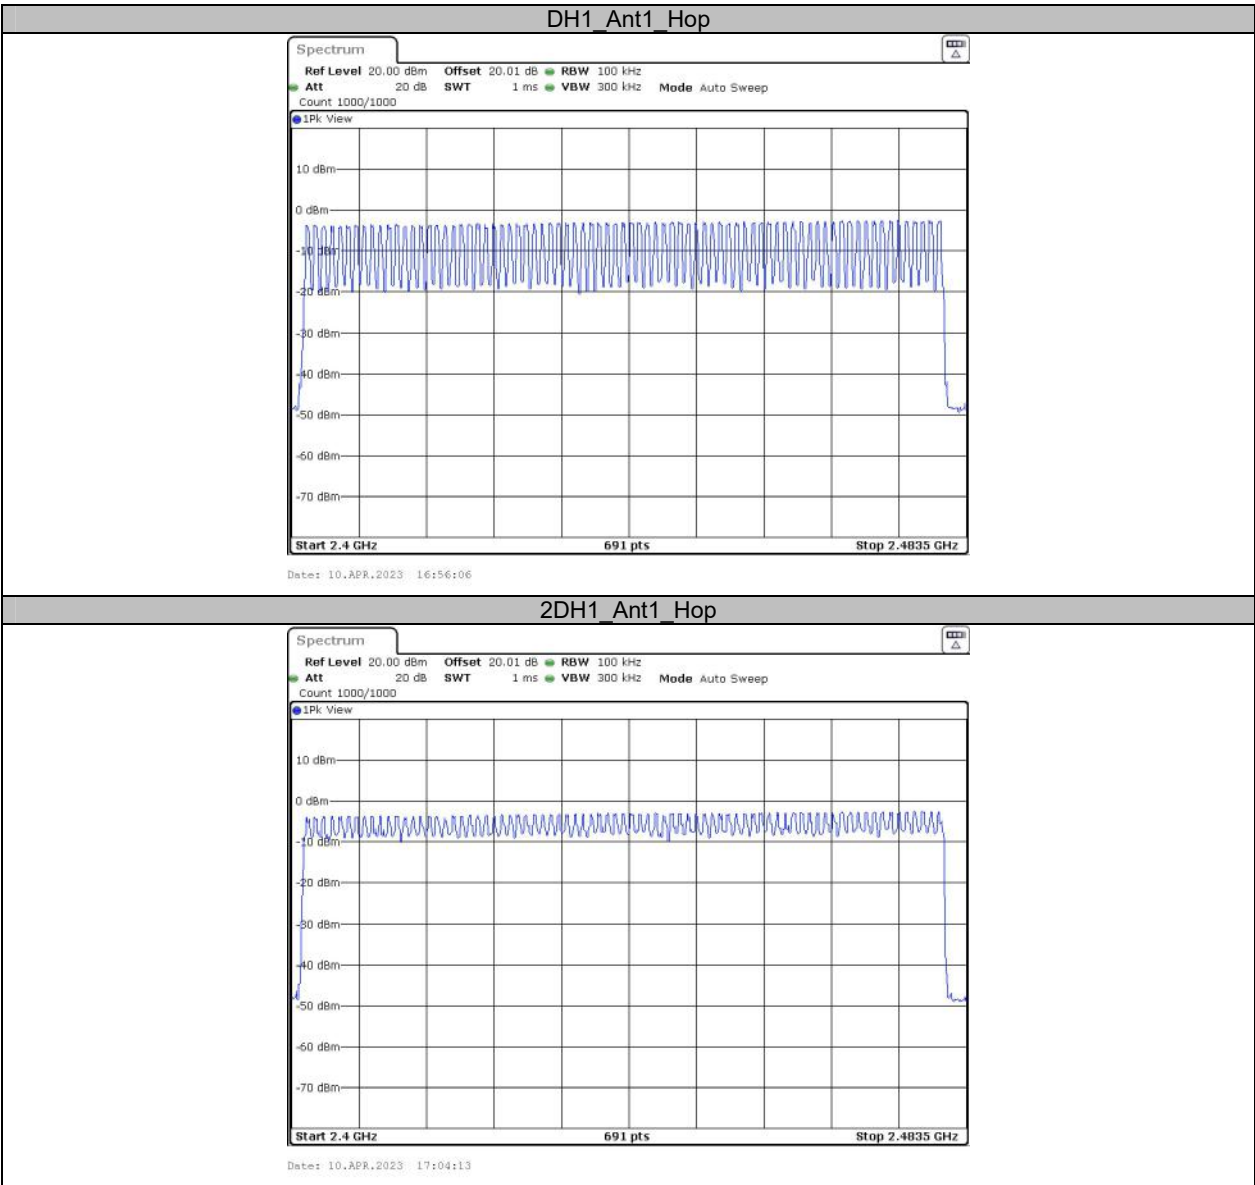 DH1_Ant1_Hop
Spectrum
Ref Level 20.00 dBm Offset 20.01 dB RBW 100 kHz
Att 20 dB SWT 1 ms VBW 300 kHz Mode Auto Sweep
Count 1000/1000
1Pk View
10 dBm
0 dBm
-10 dBm
-20 dBm
-30 dBm
-40 dBm
-50 dBm
-60 dBm
-70 dBm
Start 2.4 GHz 691 pts Stop 2.4835 GHz
Date: 10.APR.2023 16:56:06
2DH1_Ant1_Hop
Spectrum
Ref Level 20.00 dBm Offset 20.01 dB RBW 100 kHz
Att 20 dB SWT 1 ms VBW 300 kHz Mode Auto Sweep
Count 1000/1000
1Pk View
10 dBm
0 dBm
-10 dBm
-20 dBm
-30 dBm
-40 dBm
-50 dBm
-60 dBm
-70 dBm
Start 2.4 GHz 691 pts Stop 2.4835 GHz
Date: 10.APR.2023 17:04:13